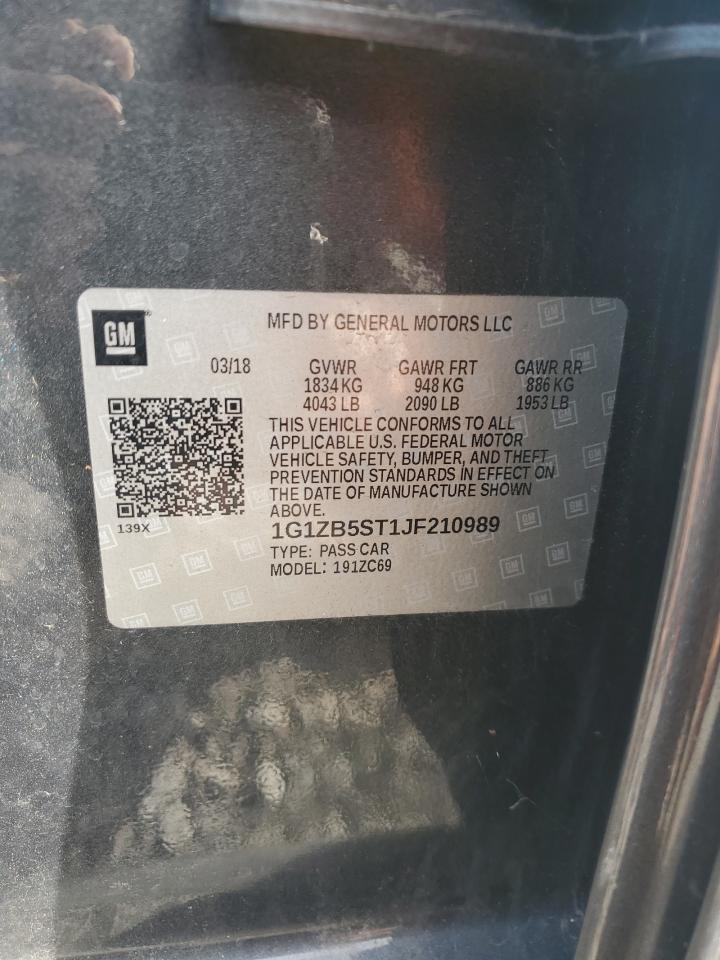 GM
MFD BY GENERAL MOTORS LLC
03/18 GVWR GAWR FRT GAWR RR
1834 KG 948 KG 886 KG
4043 LB 2090 LB 1953 LB
THIS VEHICLE CONFORMS TO ALL
APPLICABLE U.S. FEDERAL MOTOR
VEHICLE SAFETY, BUMPER, AND THEFT
PREVENTION STANDARDS IN EFFECT ON
THE DATE OF MANUFACTURE SHOWN
ABOVE.
139X
1G1ZB5ST1JF210989
TYPE: PASS CAR
MODEL: 191ZC69